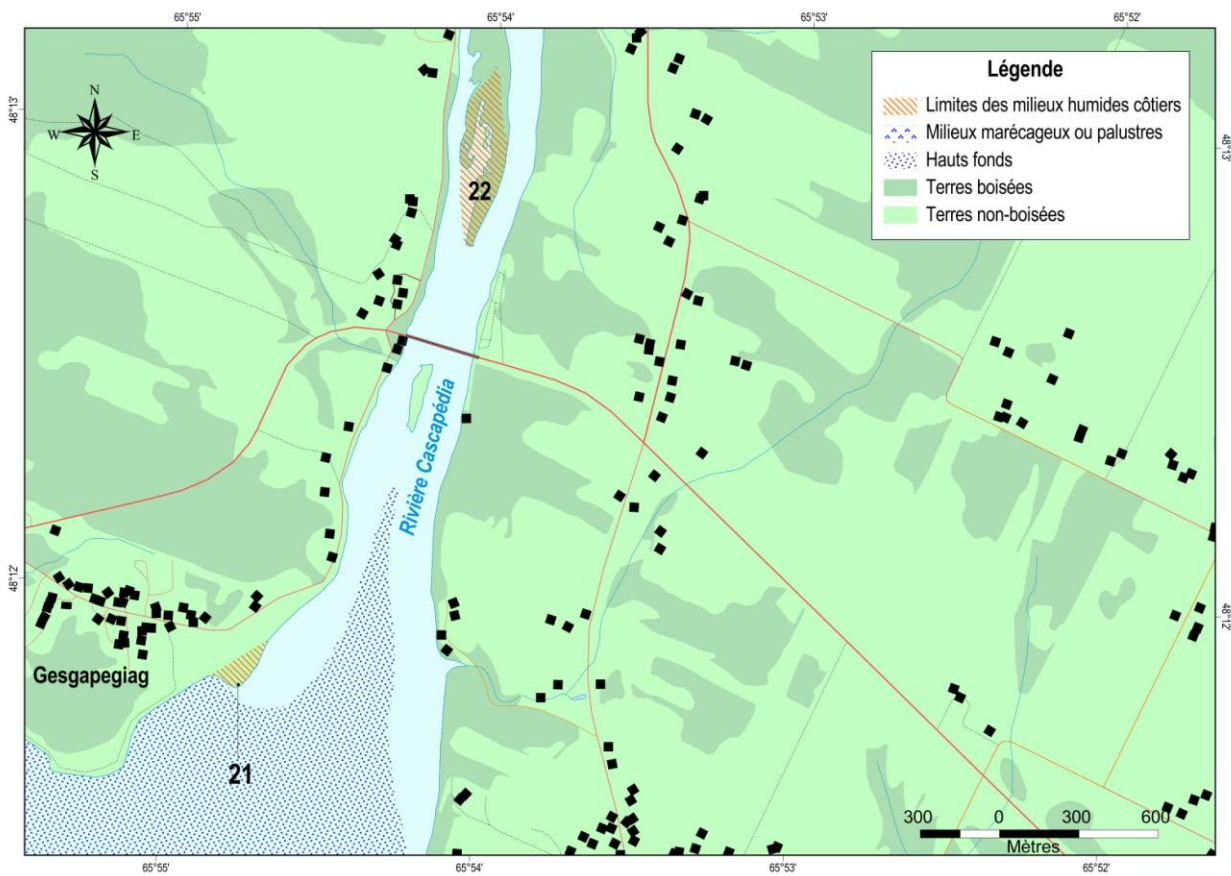 65°55' 65°54' 65°53' 65°52'
48°13'
48°13'
N
W E
S
Légende
Limites des milieux humides côtiers
Milieux marécageux ou palustres
Hauts fonds
Terres boisées
Terres non-boisées
22
Rivière Cascapédia
48°12'
48°12'
Gesgapegiag
21
300 0 300 600
Mètres
65°55' 65°54' 65°53' 65°52'